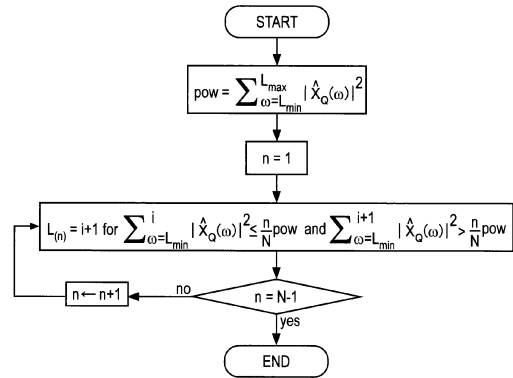 START
pow = ∑_{ω=L_min}^{L_max} | X̂_Q(ω)|²
n = 1
L_(n) = i+1 for ∑_{ω=L_min}^{i} | X̂_Q(ω)|² ≤ n/N pow and ∑_{ω=L_min}^{i+1} | X̂_Q(ω)|² > n/N pow
n ← n+1
no
n = N-1
yes
END